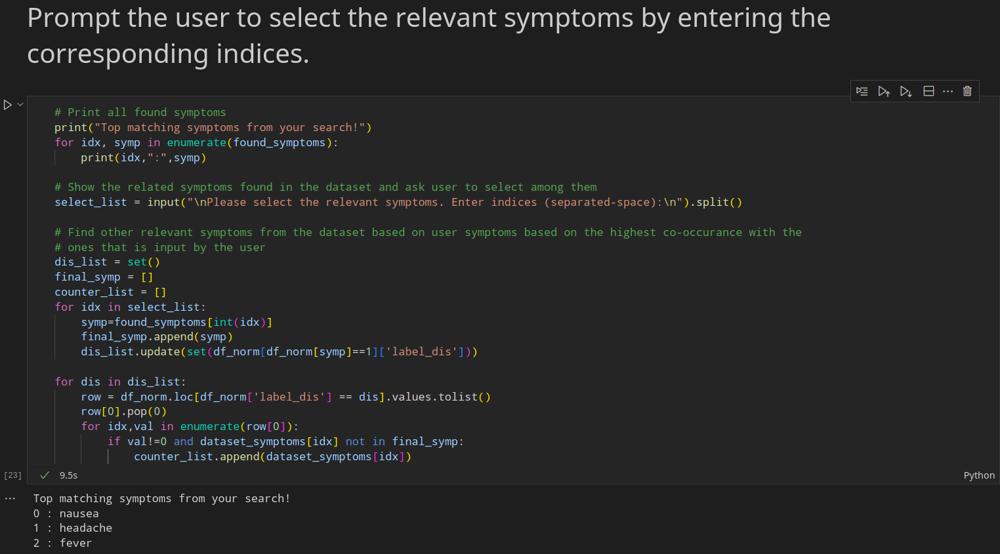 Prompt the user to select the relevant symptoms by entering the
corresponding indices.
# Print all found symptoms
print("Top matching symptoms from your search!")
for idx, symp in enumerate(found_symptoms):
    print(idx,":",symp)
# Show the related symptoms found in the dataset and ask user to select among them
select_list = input("\nPlease select the relevant symptoms. Enter indices (separated-space):\n").split()
# Find other relevant symptoms from the dataset based on user symptoms based on the highest co-occurance with the
# ones that is input by the user
dis_list = set()
final_symp = []
counter_list = []
for idx in select_list:
    symp=found_symptoms[int(idx)]
    final_symp.append(symp)
    dis_list.update(set(df_norm[df_norm[symp]==1]['label_dis']))
for dis in dis_list:
    row = df_norm.loc[df_norm['label_dis'] == dis].values.tolist()
    row[0].pop(0)
    for idx,val in enumerate(row[0]):
        if val!=0 and dataset_symptoms[idx] not in final_symp:
            counter_list.append(dataset_symptoms[idx])
[23] 9.5s Python
Top matching symptoms from your search!
0 : nausea
1 : headache
2 : fever